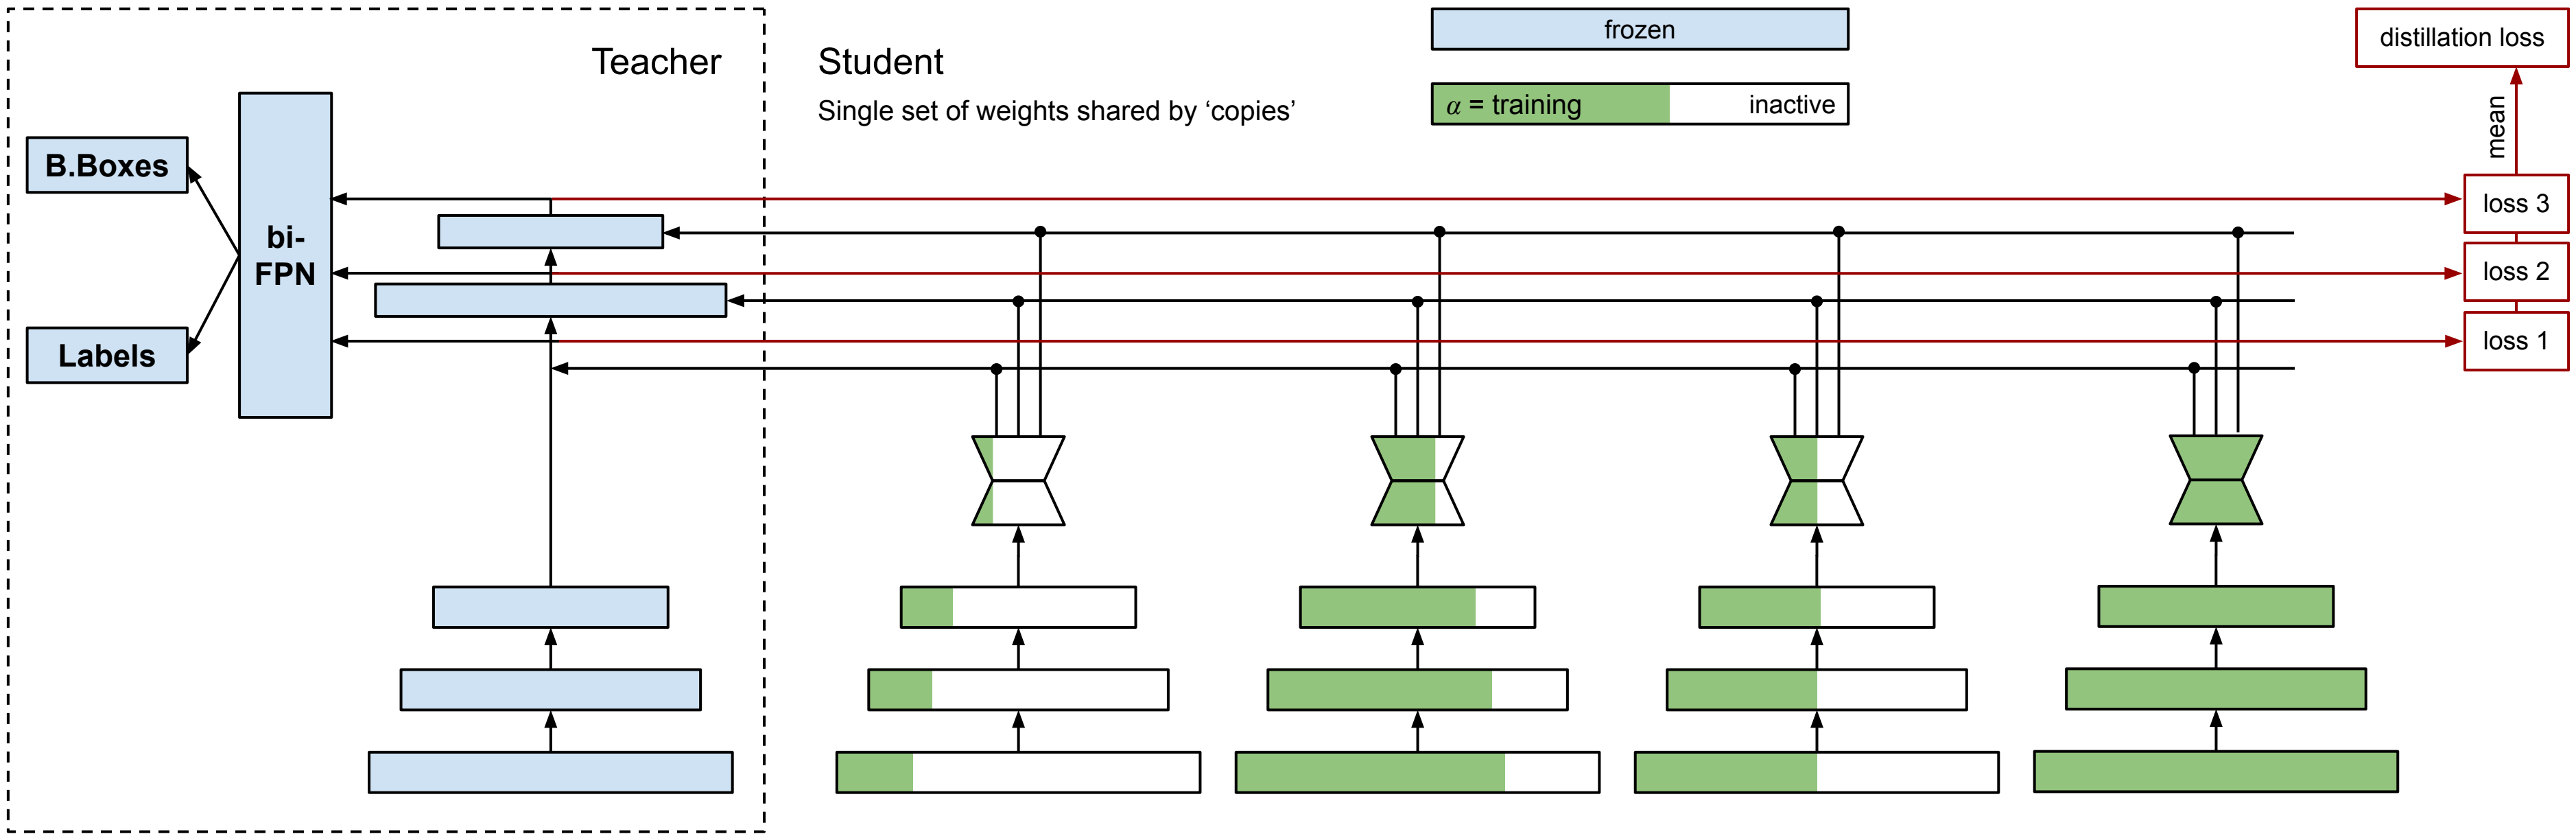 Teacher
B.Boxes
bi-
FPN
Labels
Student
Single set of weights shared by ‘copies’
frozen
α = training
inactive
distillation loss
mean
loss 3
loss 2
loss 1